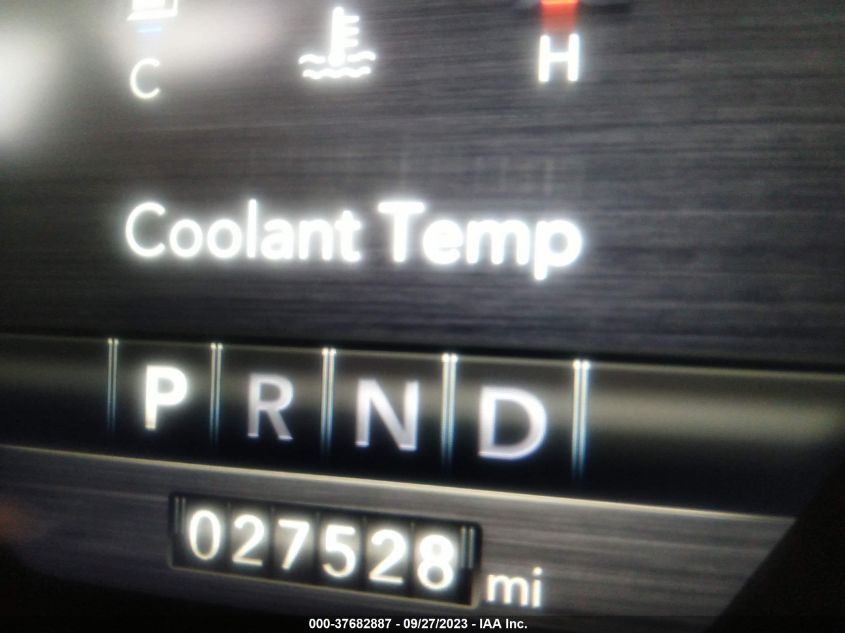 C H
Coolant Temp
P R N D
027528 mi
000-37682887 - 09/27/2023 - IAA Inc.